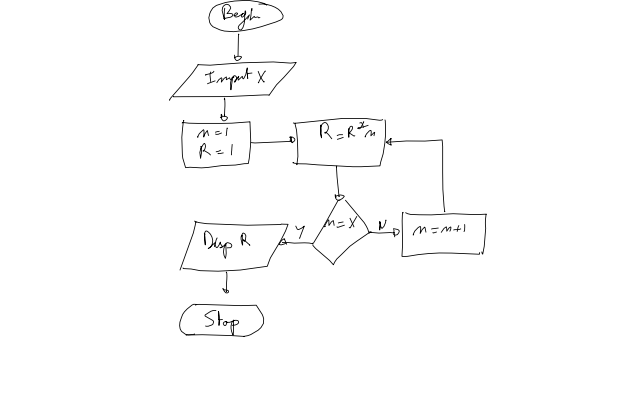 Begin
Input X
n=1
R=1
R=R*n
n=X
Y
N
n=n+1
Disp R
Stop